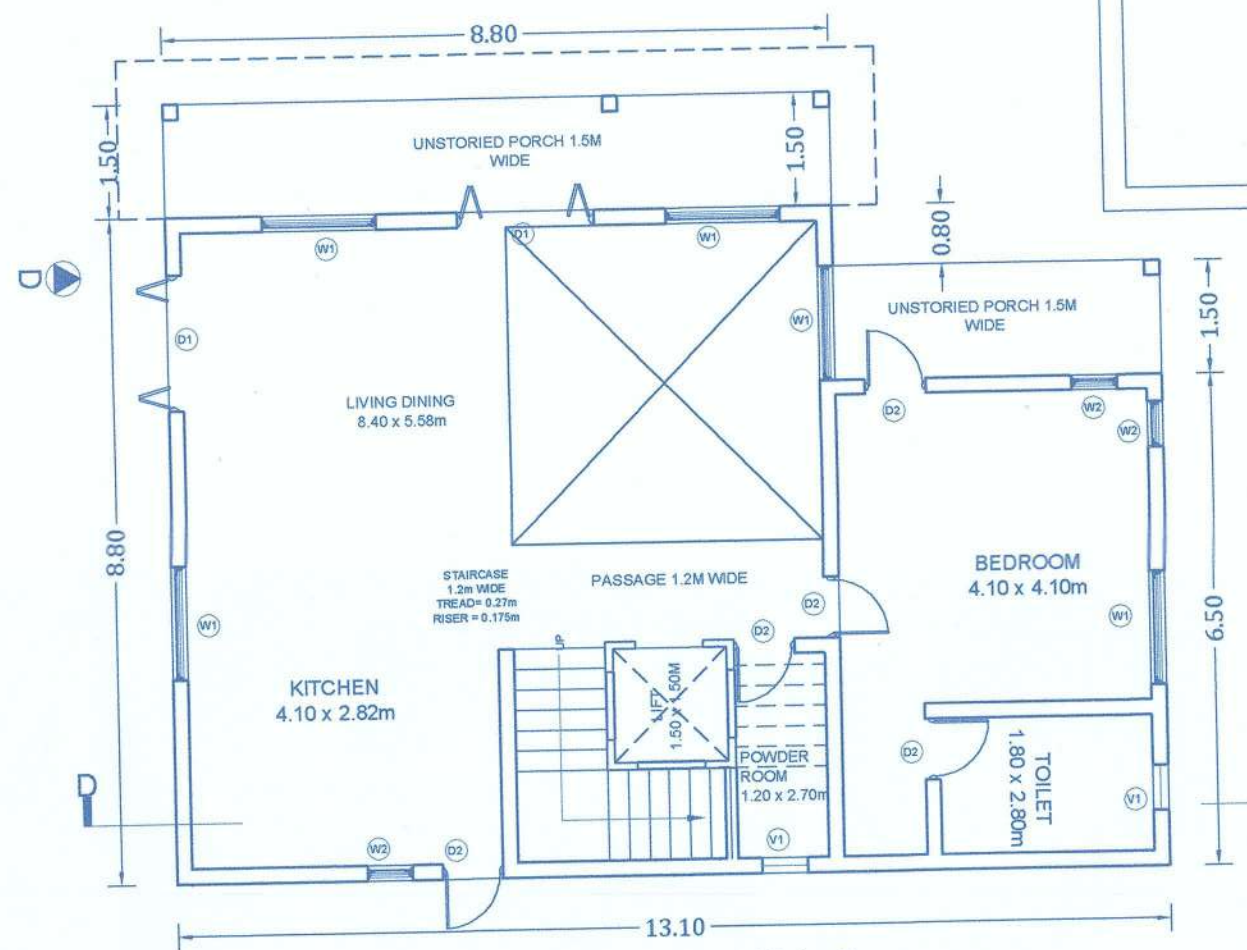 8.80
1.50
UNSTORIED PORCH 1.5M
WIDE
1.50
0.80
W1
D1
W1
D
D1
W1
UNSTORIED PORCH 1.5M
WIDE
1.50
D2
W2
W2
LIVING DINING
8.40 x 5.58m
8.80
STAIRCASE
1.2m WIDE
TREAD= 0.27m
RISER = 0.175m
PASSAGE 1.2M WIDE
BEDROOM
4.10 x 4.10m
W1
D2
D2
W1
6.50
UP
KITCHEN
4.10 x 2.82m
LIFT
1.50 x 1.50M
POWDER
ROOM
1.20 x 2.70m
D2
TOILET
1.80 x 2.80m
D
V1
W2
D2
V1
13.10